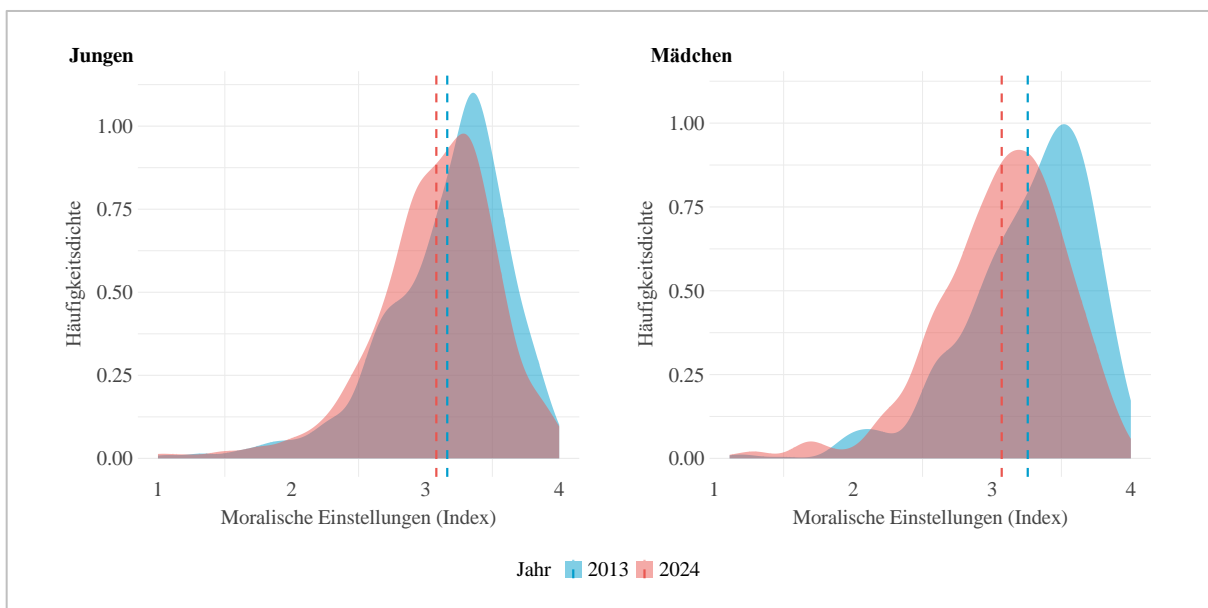 Jungen
Mädchen
Häufigkeitsdichte
1.00
0.75
0.50
0.25
0.00
1 2 3 4
Moralische Einstellungen (Index)
Häufigkeitsdichte
1.00
0.75
0.50
0.25
0.00
1 2 3 4
Moralische Einstellungen (Index)
Jahr 2013 2024